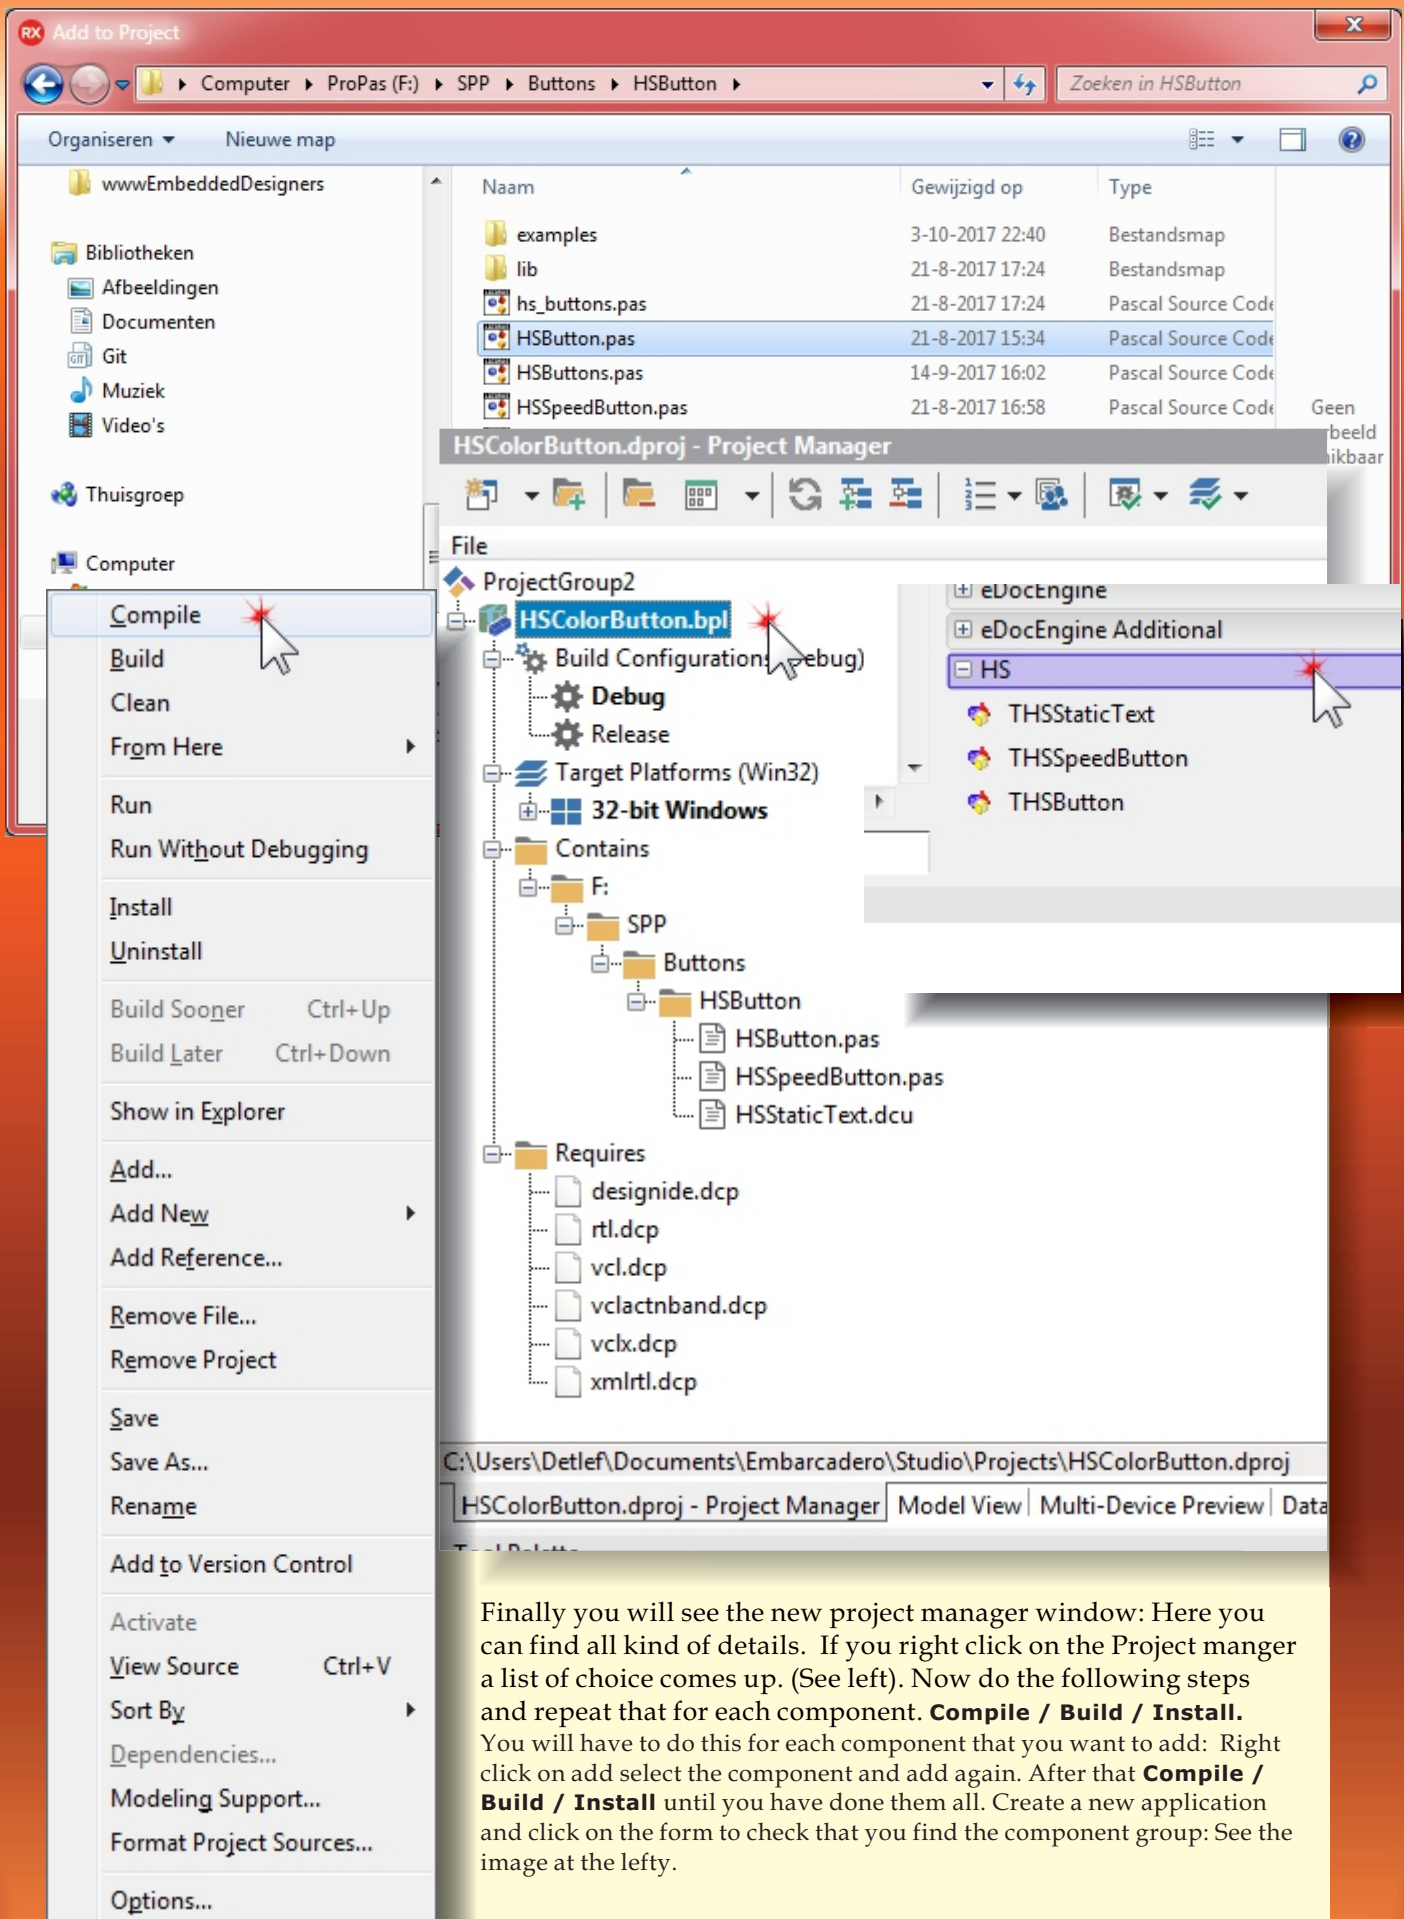 RX Add to Project
Computer ProPas (F:) SPP Buttons HSButton
Zoeken in HSButton
Organiseren Nieuwe map
wwwEmbeddedDesigners
Bibliotheken
Afbeeldingen
Documenten
Git
Muziek
Video's
Thuisgroep
Computer
Naam Gewijzigd op Type
examples 3-10-2017 22:40 Bestandsmap
lib 21-8-2017 17:24 Bestandsmap
hs_buttons.pas 21-8-2017 17:24 Pascal Source Code
HSButton.pas 21-8-2017 15:34 Pascal Source Code
HSButtons.pas 14-9-2017 16:02 Pascal Source Code
HSSpeedButton.pas 21-8-2017 16:58 Pascal Source Code
Geen
rbeeld
ikbaar
Compile
Build
Clean
From Here
Run
Run Without Debugging
Install
Uninstall
Build Sooner Ctrl+Up
Build Later Ctrl+Down
Show in Explorer
Add...
Add New
Add Reference...
Remove File...
Remove Project
Save
Save As...
Rename
Add to Version Control
Activate
View Source Ctrl+V
Sort By
Dependencies...
Modeling Support...
Format Project Sources...
Options...
HSColorButton.dproj - Project Manager
File
ProjectGroup2
HSColorButton.bpl
Build Configurations ebug)
Debug
Release
Target Platforms (Win32)
32-bit Windows
Contains
F:
SPP
Buttons
HSButton
HSButton.pas
HSSpeedButton.pas
HSStaticText.dcu
Requires
designide.dcp
rtl.dcp
vcl.dcp
vclactnband.dcp
vclx.dcp
xmlrtl.dcp
C:\Users\Detlef\Documents\Embarcadero\Studio\Projects\HSColorButton.dproj
HSColorButton.dproj - Project Manager Model View Multi-Device Preview Data
Tool Palette
eDocEngine
eDocEngine Additional
HS
THSStaticText
THSSpeedButton
THSButton
Finally you will see the new project manager window: Here you
can find all kind of details. If you right click on the Project manger
a list of choice comes up. (See left). Now do the following steps
and repeat that for each component. Compile / Build / Install.
You will have to do this for each component that you want to add: Right
click on add select the component and add again. After that Compile /
Build / Install until you have done them all. Create a new application
and click on the form to check that you find the component group: See the
image at the lefty.